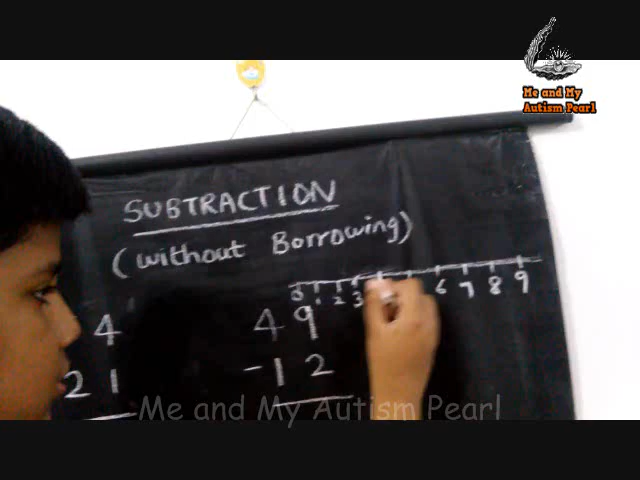 Me and My
Autism Pearl
SUBTRACTION
(without Borrowing)
0 1 2 3 6 7 8 9
4 49
21 -12
Me and My Autism Pearl